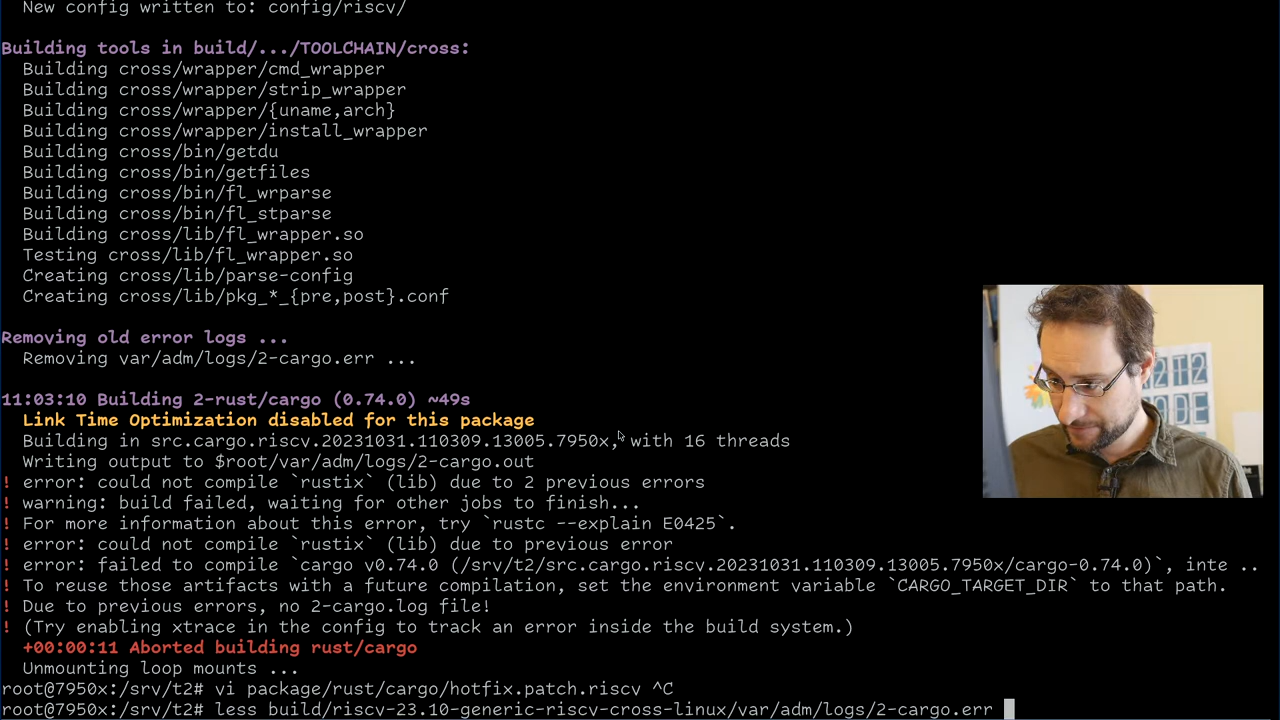 New config written to: config/riscv/
Building tools in build/.../TOOLCHAIN/cross:
Building cross/wrapper/cmd_wrapper
Building cross/wrapper/strip_wrapper
Building cross/wrapper/{uname,arch}
Building cross/wrapper/install_wrapper
Building cross/bin/getdu
Building cross/bin/getfiles
Building cross/bin/fl_wrparse
Building cross/bin/fl_stparse
Building cross/lib/fl_wrapper.so
Testing cross/lib/fl_wrapper.so
Creating cross/lib/parse-config
Creating cross/lib/pkg_*_{pre,post}.conf
Removing old error logs ...
Removing var/adm/logs/2-cargo.err ...
11:03:10 Building 2-rust/cargo (0.74.0) ~49s
Link Time Optimization disabled for this package
Building in src.cargo.riscv.20231031.110309.13005.7950x, with 16 threads
Writing output to $root/var/adm/logs/2-cargo.out
! error: could not compile `rustix` (lib) due to 2 previous errors
! warning: build failed, waiting for other jobs to finish...
! For more information about this error, try `rustc --explain E0425`.
! error: could not compile `rustix` (lib) due to previous error
! error: failed to compile `cargo v0.74.0 (/srv/t2/src.cargo.riscv.20231031.110309.13005.7950x/cargo-0.74.0)`, inte ..
! To reuse those artifacts with a future compilation, set the environment variable `CARGO_TARGET_DIR` to that path.
! Due to previous errors, no 2-cargo.log file!
! (Try enabling xtrace in the config to track an error inside the build system.)
+00:00:11 Aborted building rust/cargo
Unmounting loop mounts ...
root@7950x:/srv/t2# vi package/rust/cargo/hotfix.patch.riscv ^C
root@7950x:/srv/t2# less build/riscv-23.10-generic-riscv-cross-linux/var/adm/logs/2-cargo.err